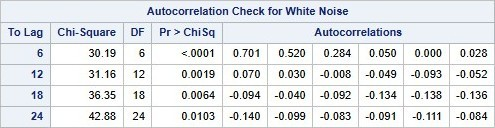 Autocorrelation Check for White Noise
To Lag Chi-Square DF Pr > ChiSq Autocorrelations
6 30.19 6 <.0001 0.701 0.520 0.284 0.050 0.000 0.028
12 31.16 12 0.0019 0.070 0.030 -0.008 -0.049 -0.093 -0.052
18 36.35 18 0.0064 -0.094 -0.040 -0.092 -0.134 -0.138 -0.136
24 42.88 24 0.0103 -0.140 -0.099 -0.083 -0.091 -0.111 -0.084